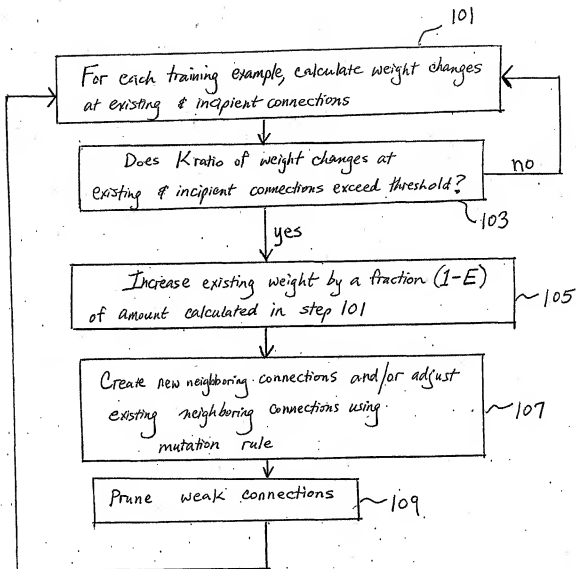 101
For each training example, calculate weight changes
at existing & incipient connections
Does K ratio of weight changes at
existing & incipient connections exceed threshold?
no
103
yes
Increase existing weight by a fraction (1-E)
of amount calculated in step 101
105
Create new neighboring connections and/or adjust
existing neighboring connections using
mutation rule
107
Prune weak connections
109